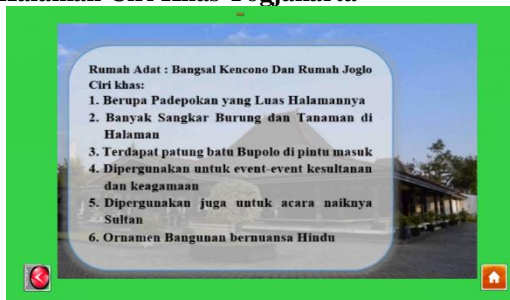 Halaman Ciri Khas Yogjakarta
Rumah Adat : Bangsal Kencono Dan Rumah Joglo
Ciri khas:
1. Berupa Padepokan yang Luas Halamannya
2. Banyak Sangkar Burung dan Tanaman di
Halaman
3. Terdapat patung batu Bupolo di pintu masuk
4. Dipergunakan untuk event-event kesultanan
dan keagamaan
5. Dipergunakan juga untuk acara naiknya
Sultan
6. Ornamen Bangunan bernuansa Hindu